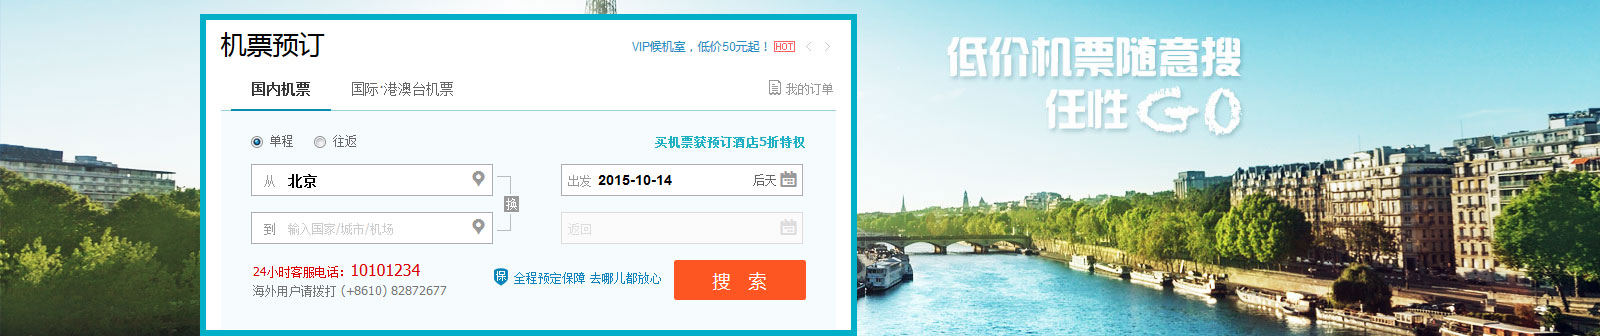 机票预订
VIP候机室，低价50元起！ HOT
国内机票 国际·港澳台机票 我的订单
单程 往返 买机票获预订酒店5折特权
从 北京 出发 2015-10-14 后天
换
到 输入国家/城市/机场 返回
24小时客服电话：10101234
海外用户请拨打 (+8610) 82872677
保 全程预定保障 去哪儿都放心
搜 索
低价机票随意搜
任性GO